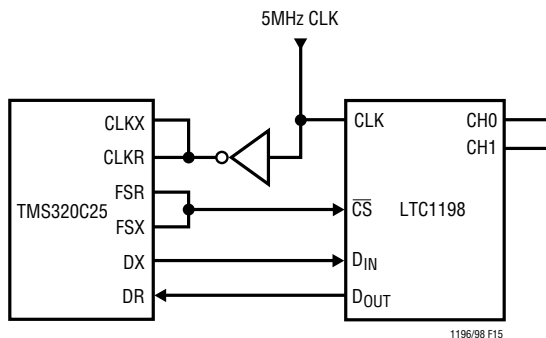 5MHz CLK
CLKX
CLKR
FSR
TMS320C25
FSX
DX
DR
CLK
CH0
CH1
CS
LTC1198
DIN
DOUT
1196/98 F15